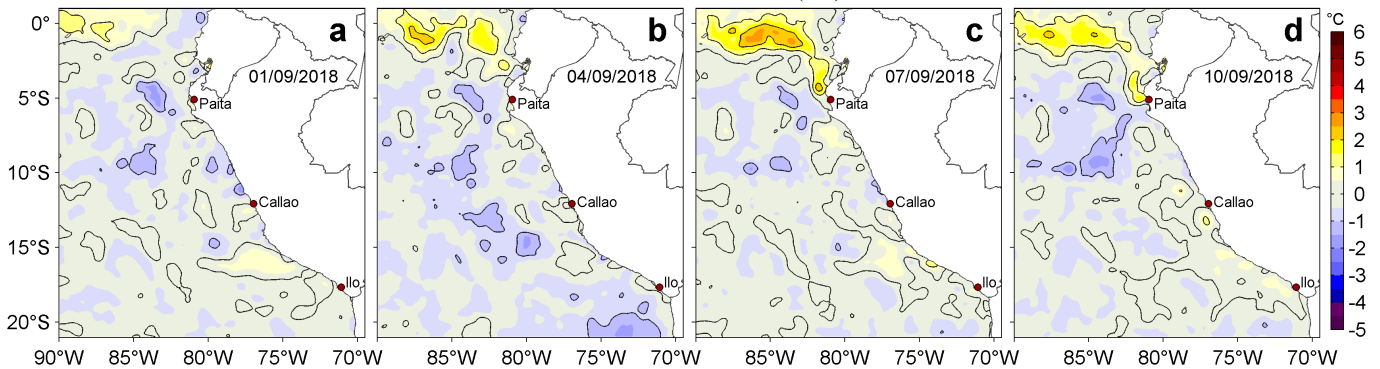 a
b
c
d
°C
01/09/2018
04/09/2018
07/09/2018
10/09/2018
Paita
Paita
Paita
Paita
Callao
Callao
Callao
Callao
Ilo
Ilo
Ilo
Ilo
0°
5°S
10°S
15°S
20°S
90°W
85°W
80°W
75°W
70°W
85°W
80°W
75°W
70°W
85°W
80°W
75°W
70°W
85°W
80°W
75°W
70°W
6
5
4
3
2
1
0
-1
-2
-3
-4
-5